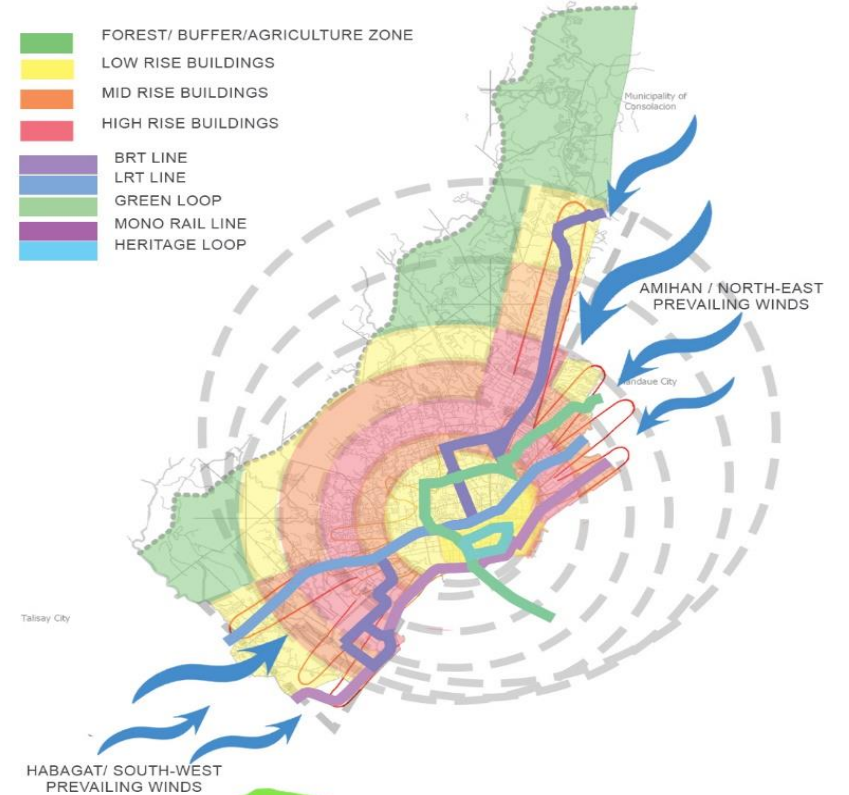 FOREST/ BUFFER/AGRICULTURE ZONE
LOW RISE BUILDINGS
MID RISE BUILDINGS
HIGH RISE BUILDINGS
BRT LINE
LRT LINE
GREEN LOOP
MONO RAIL LINE
HERITAGE LOOP
Municipality of
Consolacion
AMIHAN / NORTH-EAST
PREVAILING WINDS
Mandaue City
Talisay City
HABAGAT/ SOUTH-WEST
PREVAILING WINDS